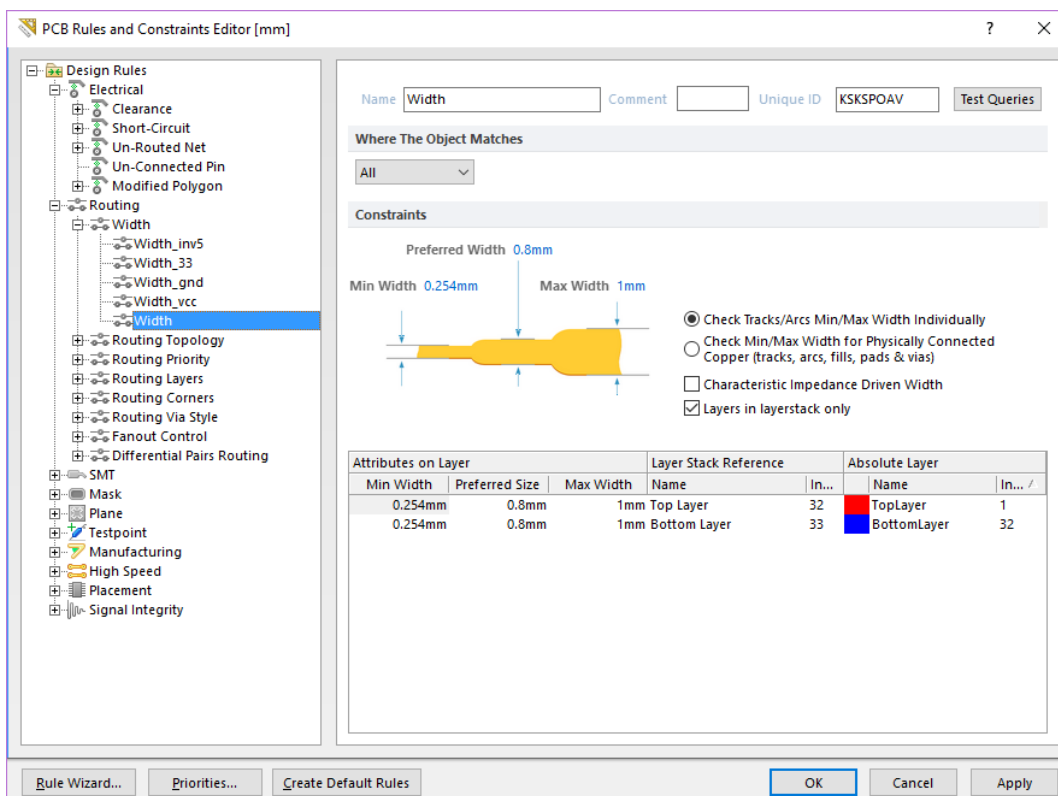 PCB Rules and Constraints Editor [mm]
?
Design Rules
Electrical
Clearance
Short-Circuit
Un-Routed Net
Un-Connected Pin
Modified Polygon
Routing
Width
Width_inv5
Width_33
Width_gnd
Width_vcc
Width
Routing Topology
Routing Priority
Routing Layers
Routing Corners
Routing Via Style
Fanout Control
Differential Pairs Routing
SMT
Mask
Plane
Testpoint
Manufacturing
High Speed
Placement
Signal Integrity
Name Width Comment Unique ID KSKSPOAV Test Queries
Where The Object Matches
All
Constraints
Preferred Width 0.8mm
Min Width 0.254mm Max Width 1mm
Check Tracks/Arcs Min/Max Width Individually
Check Min/Max Width for Physically Connected
Copper (tracks, arcs, fills, pads & vias)
Characteristic Impedance Driven Width
Layers in layerstack only
Attributes on Layer Layer Stack Reference Absolute Layer
Min Width Preferred Size Max Width Name In... Name In...
0.254mm 0.8mm 1mm Top Layer 32 TopLayer 1
0.254mm 0.8mm 1mm Bottom Layer 33 BottomLayer 32
Rule Wizard... Priorities... Create Default Rules OK Cancel Apply